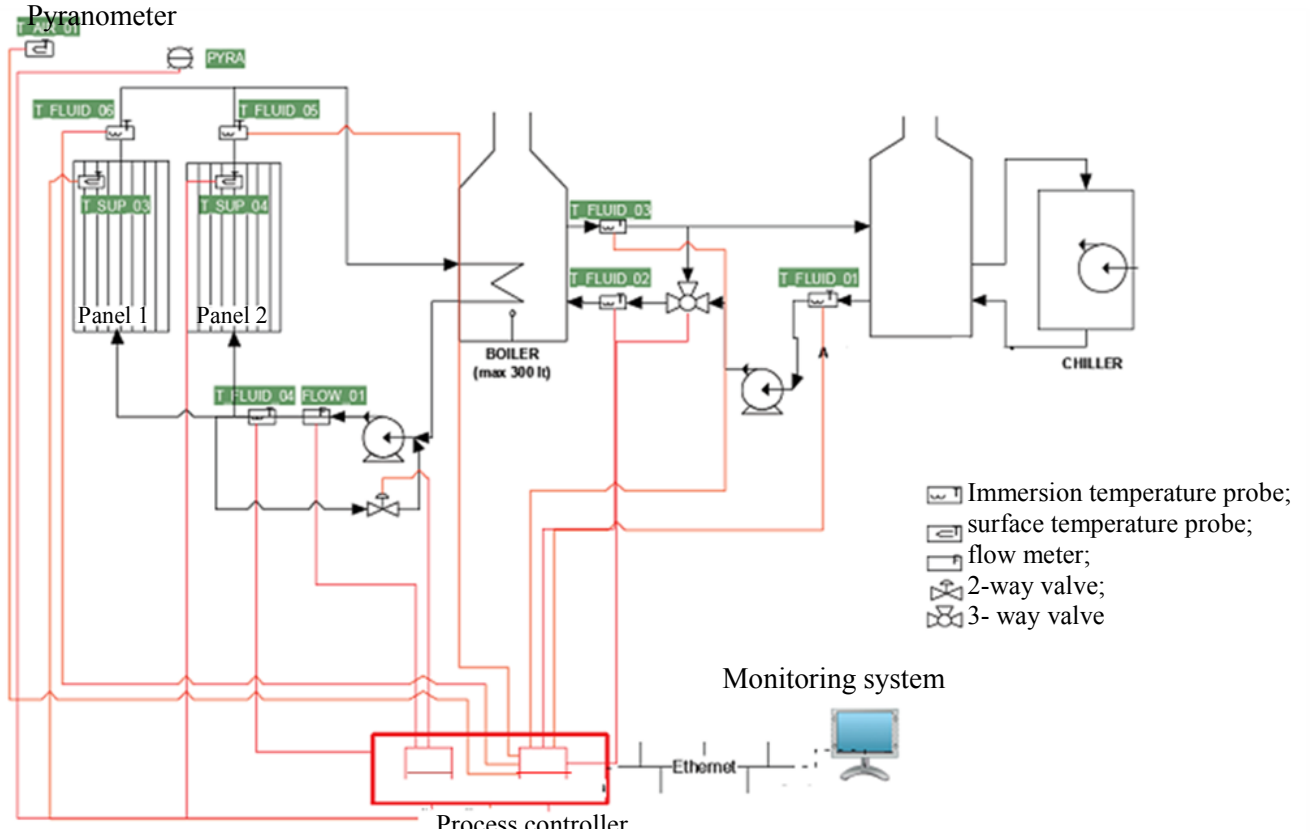 Pyranometer
T_AIR_01
PYRA
T_FLUID_06
T_FLUID_05
T_SUP_03
T_SUP_04
Panel 1
Panel 2
T_FLUID_04
FLOW_01
BOILER
(max 300 lt)
T_FLUID_03
T_FLUID_02
T_FLUID_01
A
CHILLER
Immersion temperature probe;
surface temperature probe;
flow meter;
2-way valve;
3- way valve
Monitoring system
Ethernet
Process controller